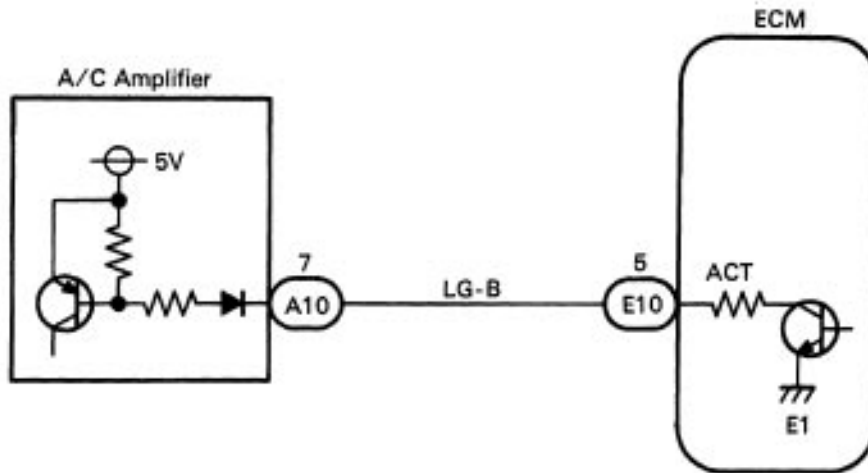 ECM
A/C Amplifier
5V
7
A10
LG-B
5
E10
ACT
E1